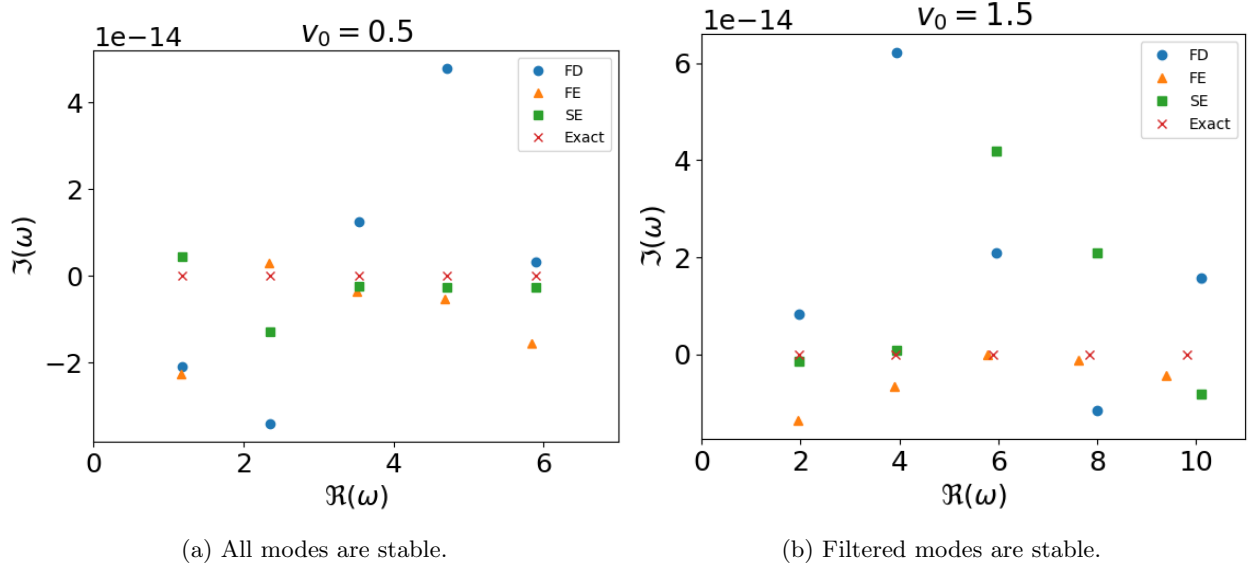 1e−14
v₀ = 0.5
FD
FE
SE
Exact
4
2
0
−2
ℑ(ω)
0
2
4
6
ℜ(ω)
(a) All modes are stable.
1e−14
v₀ = 1.5
FD
FE
SE
Exact
6
4
2
0
ℑ(ω)
0
2
4
6
8
10
ℜ(ω)
(b) Filtered modes are stable.